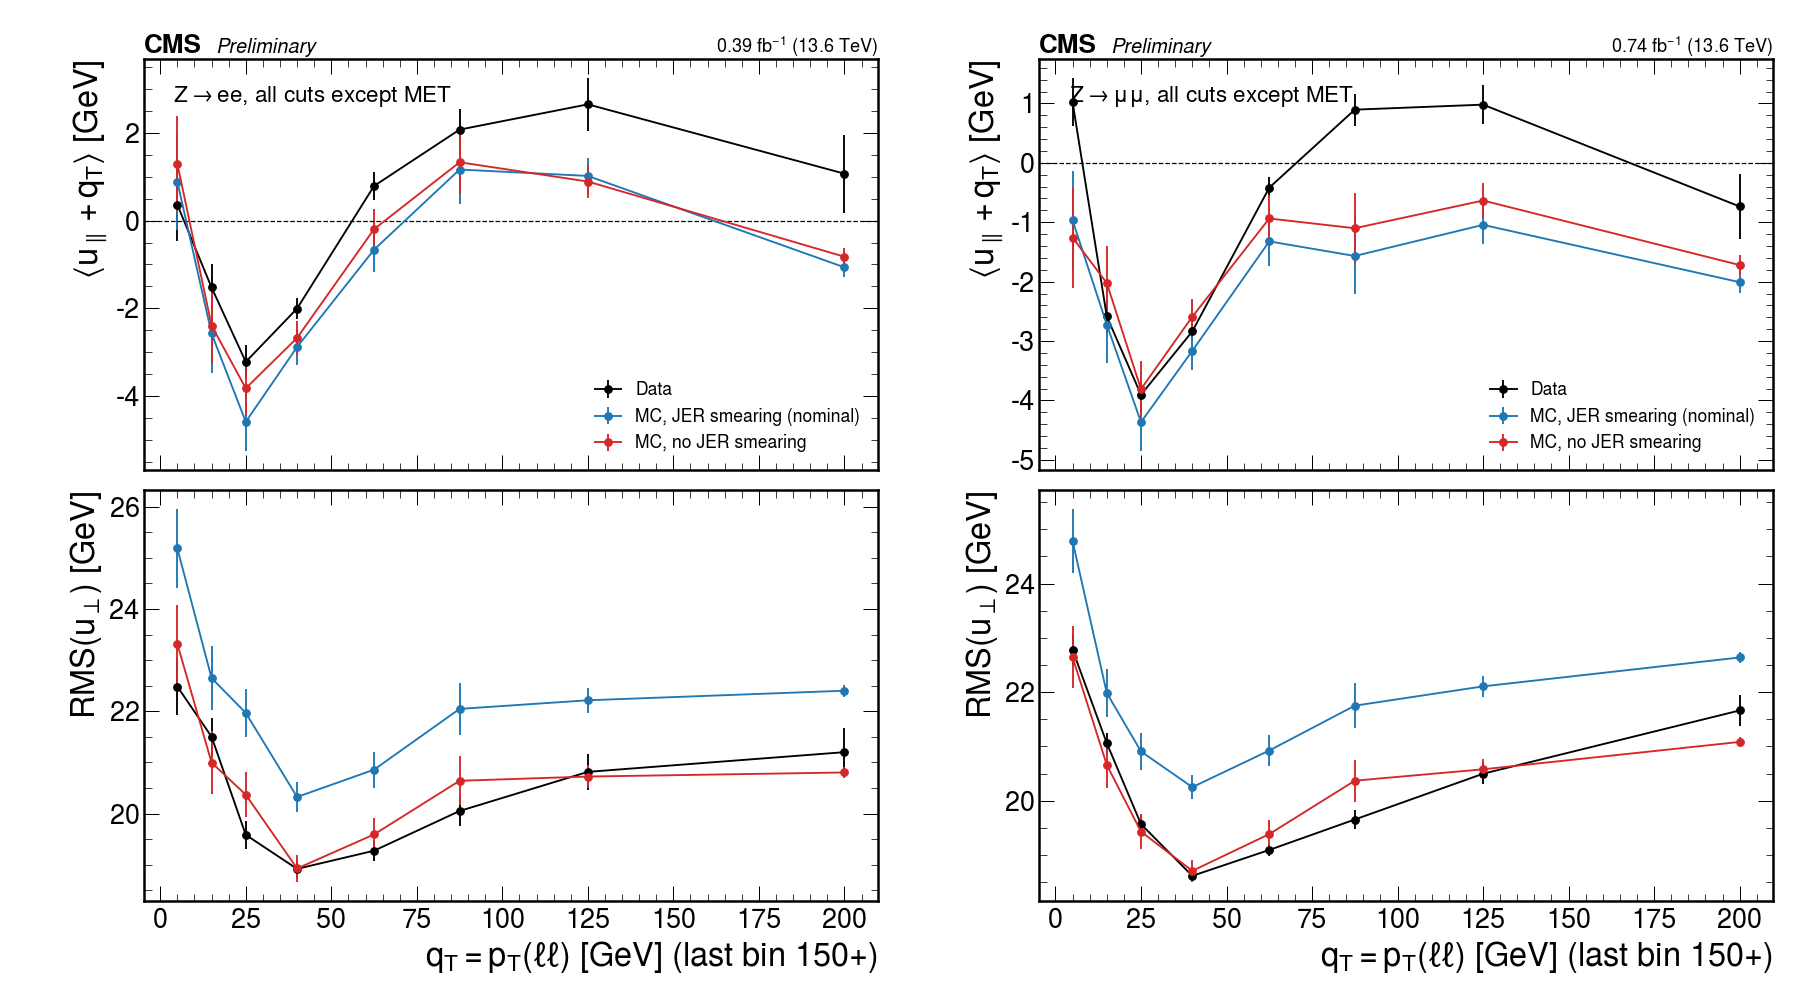 CMS Preliminary 0.39 fb⁻¹ (13.6 TeV)
Z→ee, all cuts except MET
⟨u∥ + qT⟩ [GeV]
2
0
-2
-4
Data
MC, JER smearing (nominal)
MC, no JER smearing
RMS(u⊥) [GeV]
26
24
22
20
0 25 50 75 100 125 150 175 200
qT = pT(ℓℓ) [GeV] (last bin 150+)
CMS Preliminary 0.74 fb⁻¹ (13.6 TeV)
Z→μμ, all cuts except MET
⟨u∥ + qT⟩ [GeV]
1
0
-1
-2
-3
-4
-5
Data
MC, JER smearing (nominal)
MC, no JER smearing
RMS(u⊥) [GeV]
24
22
20
0 25 50 75 100 125 150 175 200
qT = pT(ℓℓ) [GeV] (last bin 150+)